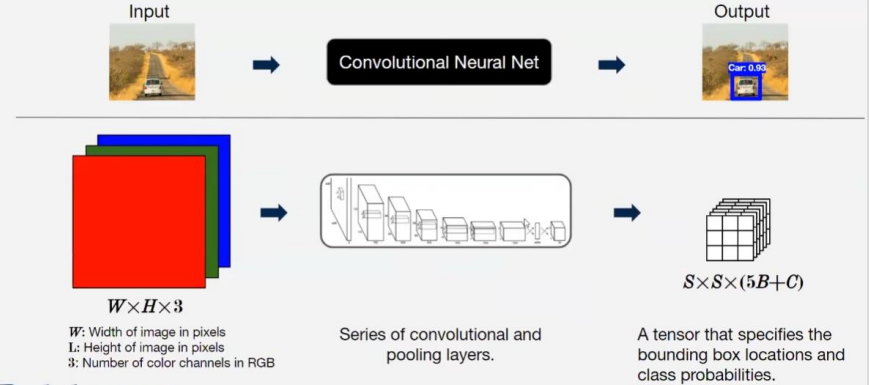 Input
Output
Convolutional Neural Net
Car: 0.93
W×H×3
S×S×(5B+C)
W: Width of image in pixels
L: Height of image in pixels
3: Number of color channels in RGB
Series of convolutional and
pooling layers.
A tensor that specifies the
bounding box locations and
class probabilities.